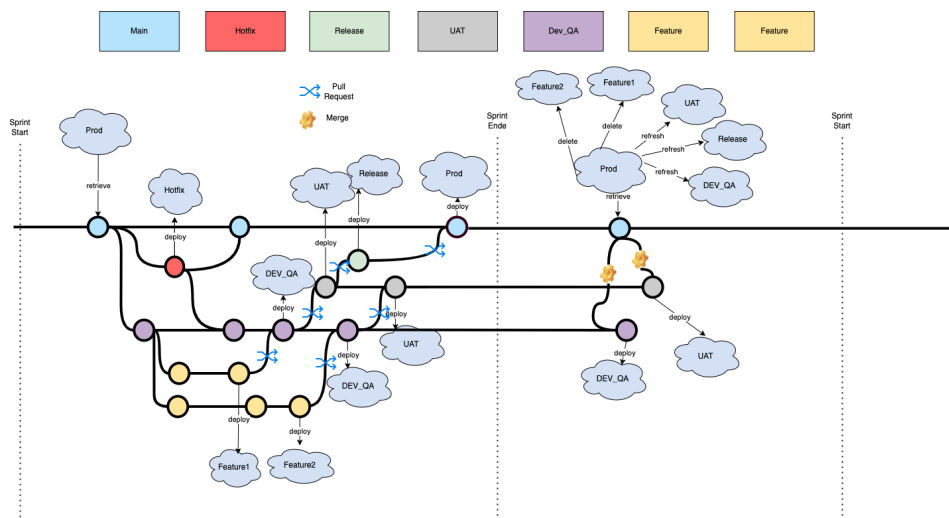 Main
Hotfix
Release
UAT
Dev_QA
Feature
Feature
Pull
Request
Merge
Sprint
Start
Sprint
Ende
Sprint
Start
Prod
retrieve
Hotfix
deploy
UAT
deploy
Release
deploy
Prod
deploy
Feature2
delete
Feature1
delete
UAT
refresh
Release
refresh
DEV_QA
refresh
Prod
retrieve
DEV_QA
deploy
deploy
UAT
deploy
DEV_QA
deploy
Feature1
deploy
Feature2
deploy
DEV_QA
deploy
UAT